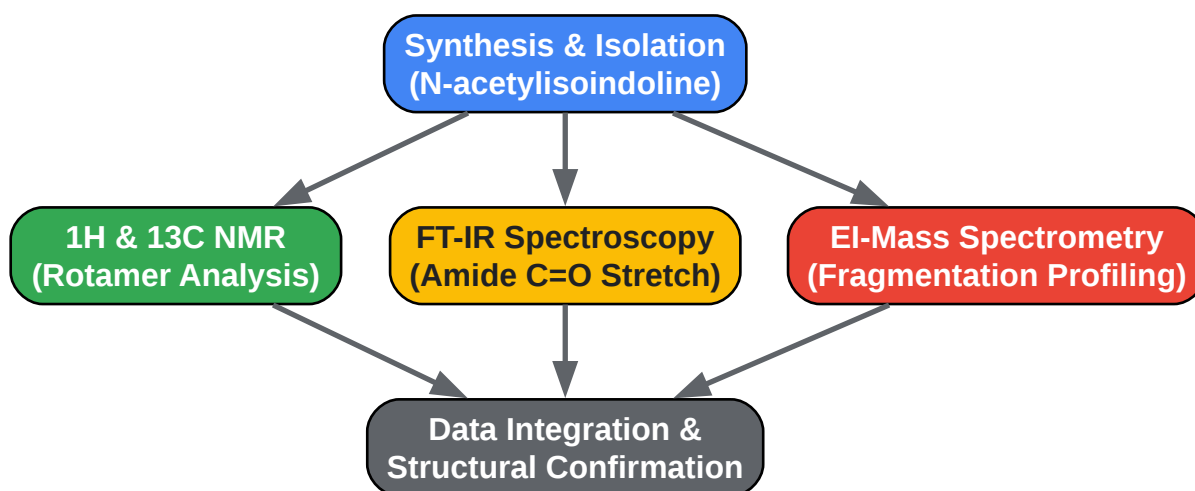 Synthesis & Isolation
(N-acetylisoindoline)
1H & 13C NMR
(Rotamer Analysis)
FT-IR Spectroscopy
(Amide C=O Stretch)
EI-Mass Spectrometry
(Fragmentation Profiling)
Data Integration &
Structural Confirmation